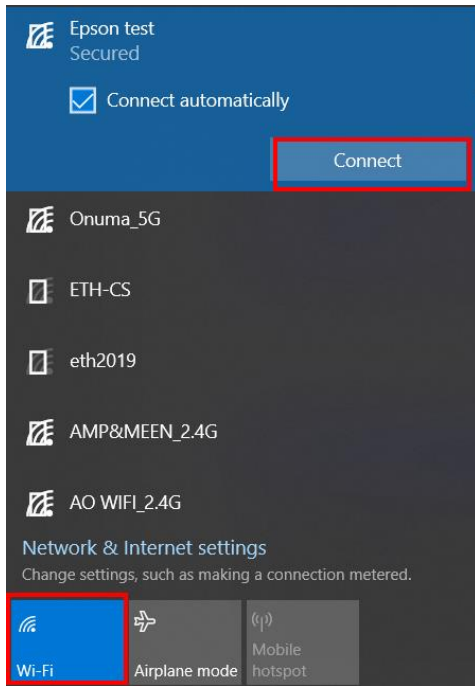 Epson test
Secured
Connect automatically
Connect
Onuma_5G
ETH-CS
eth2019
AMP&MEEN_2.4G
AO WIFI_2.4G
Network & Internet settings
Change settings, such as making a connection metered.
Wi-Fi
Airplane mode
Mobile
hotspot